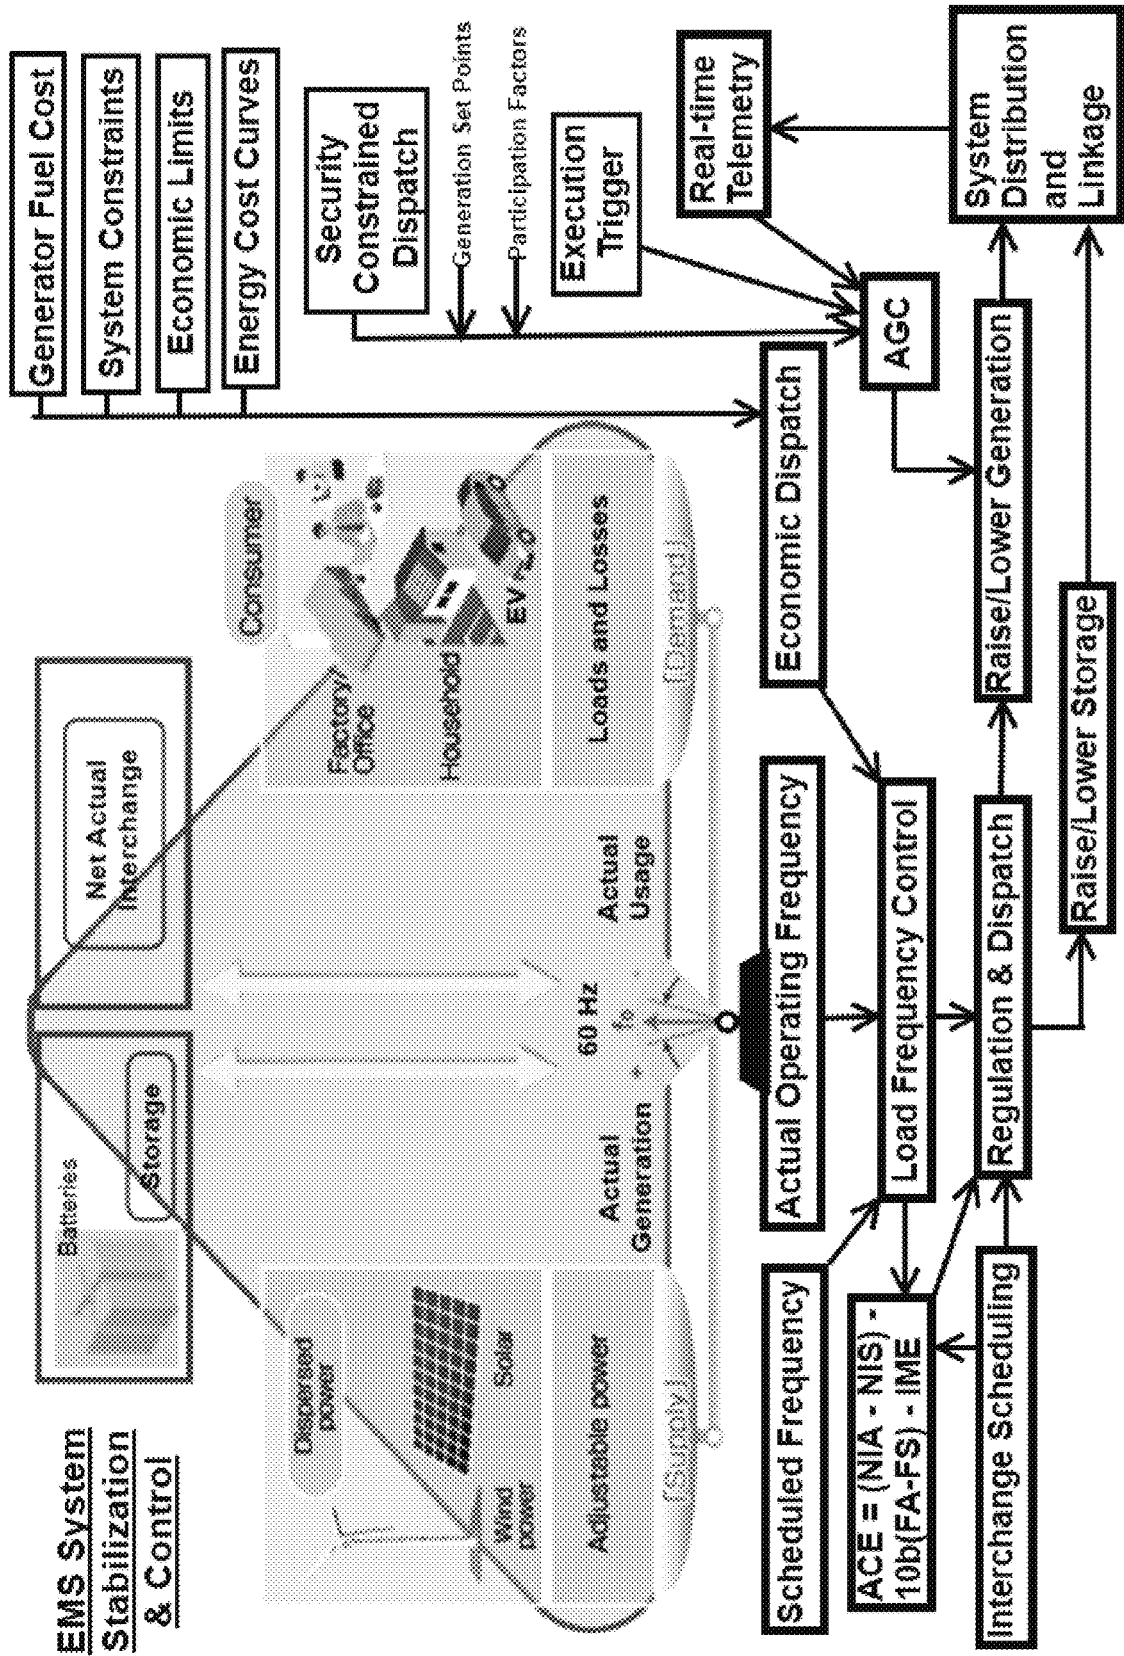 EMS System
Stabilization
& Control
Batteries
Storage
Net Actual
Interchange
Dispersed
power
Wind
power
Solar
Adjustable power
[Supply]
Actual
Generation
60 Hz
Actual
Usage
Consumer
Factory/
Office
Household
EV
Loads and Losses
[Demand]
Generator Fuel Cost
System Constraints
Economic Limits
Energy Cost Curves
Security
Constrained
Dispatch
Generation Set Points
Participation Factors
Execution
Trigger
Real-time
Telemetry
Scheduled Frequency
Actual Operating Frequency
Economic Dispatch
AGC
ACE = (NIA - NIS) -
10b(FA-FS) - IME
Load Frequency Control
Interchange Scheduling
Regulation & Dispatch
Raise/Lower Generation
Raise/Lower Storage
System
Distribution
and
Linkage